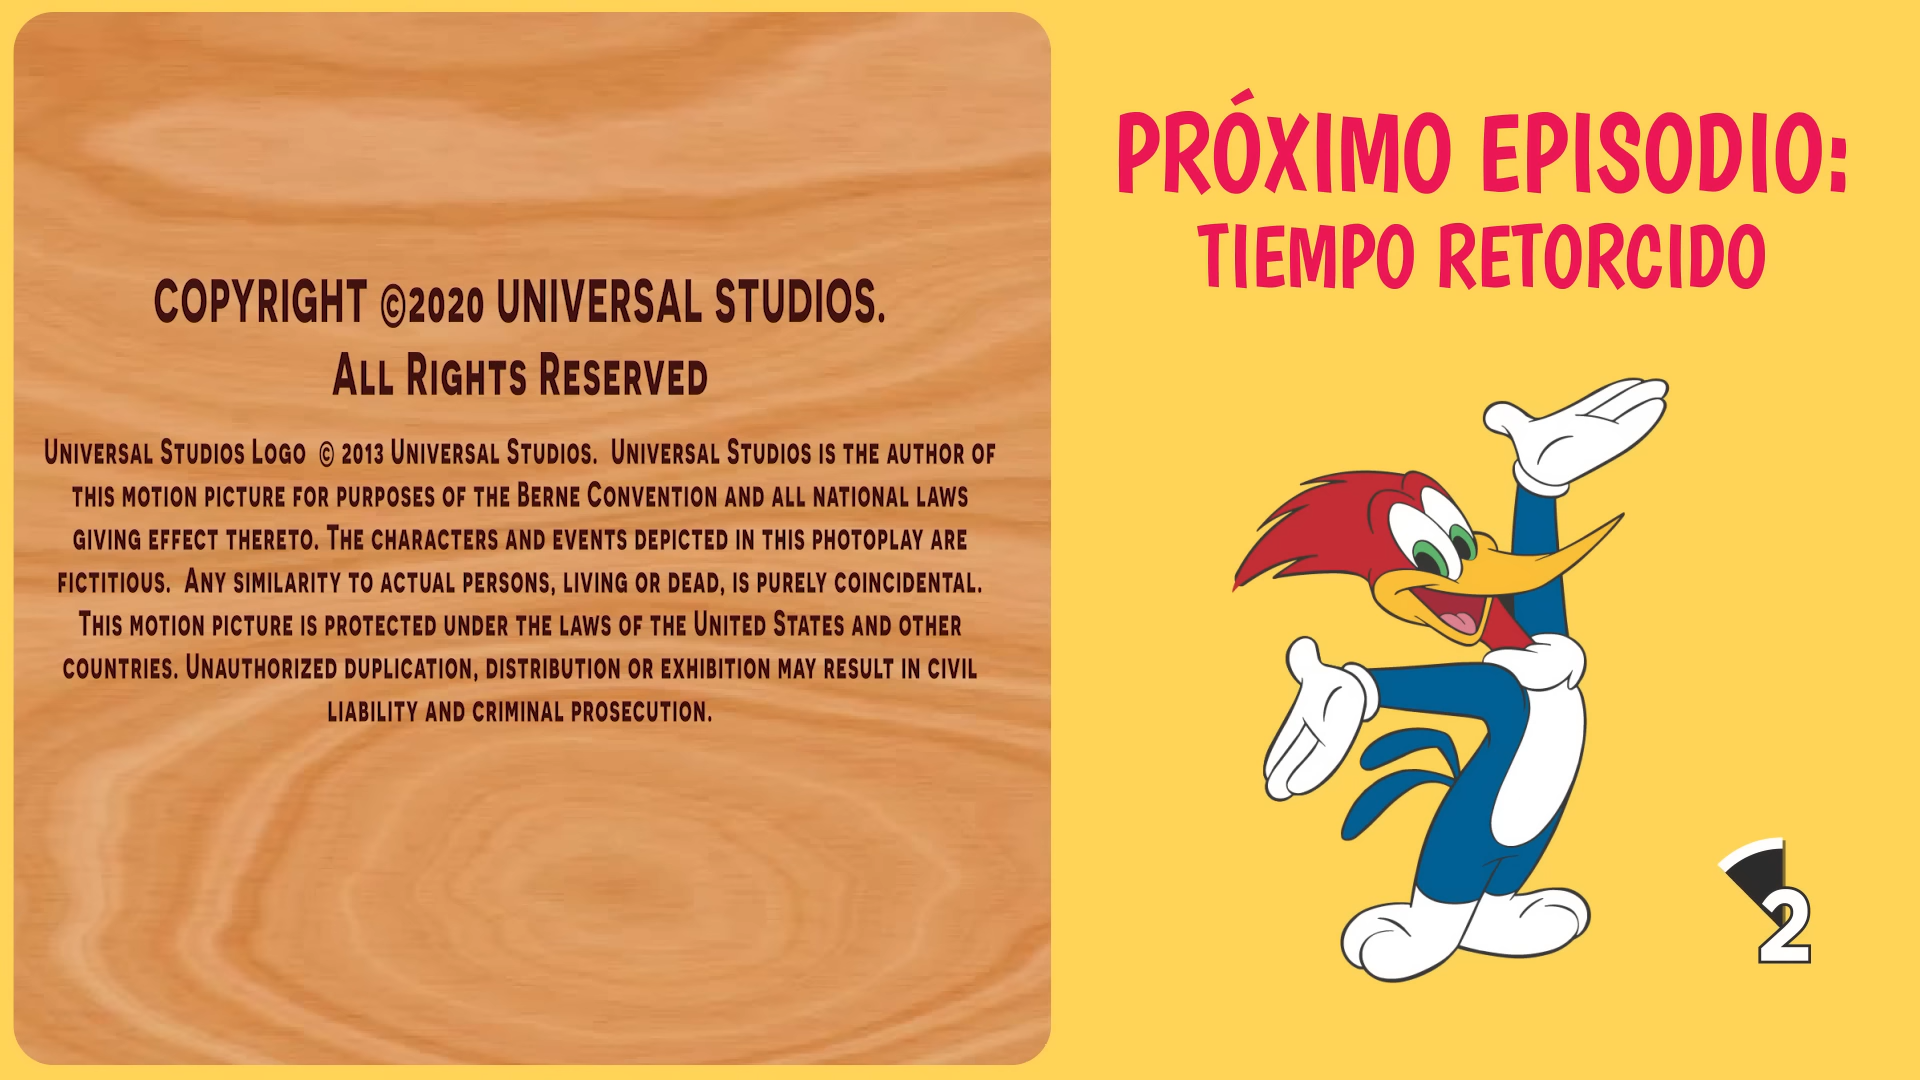 COPYRIGHT ©2020 UNIVERSAL STUDIOS.
ALL RIGHTS RESERVED
UNIVERSAL STUDIOS LOGO © 2013 UNIVERSAL STUDIOS. UNIVERSAL STUDIOS IS THE AUTHOR OF
THIS MOTION PICTURE FOR PURPOSES OF THE BERNE CONVENTION AND ALL NATIONAL LAWS
GIVING EFFECT THERETO. THE CHARACTERS AND EVENTS DEPICTED IN THIS PHOTOPLAY ARE
FICTITIOUS. ANY SIMILARITY TO ACTUAL PERSONS, LIVING OR DEAD, IS PURELY COINCIDENTAL.
THIS MOTION PICTURE IS PROTECTED UNDER THE LAWS OF THE UNITED STATES AND OTHER
COUNTRIES. UNAUTHORIZED DUPLICATION, DISTRIBUTION OR EXHIBITION MAY RESULT IN CIVIL
LIABILITY AND CRIMINAL PROSECUTION.
PRÓXIMO EPISODIO:
TIEMPO RETORCIDO
2